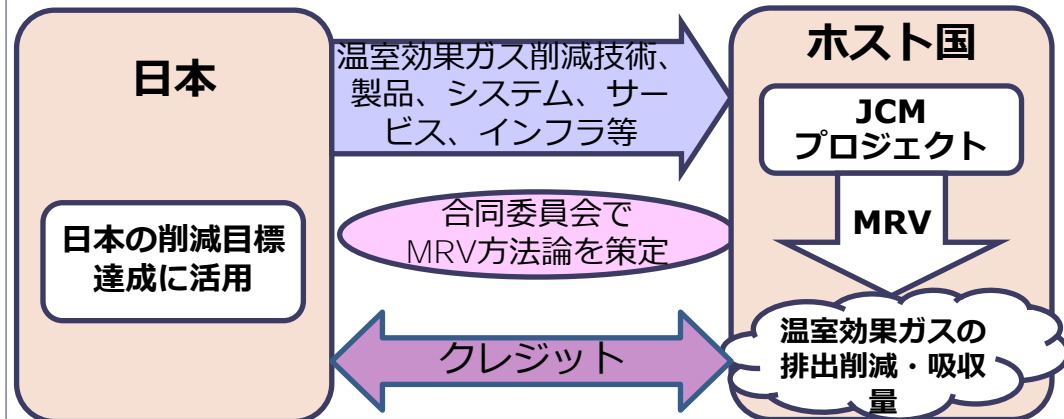 日本
日本の削減目標
達成に活用
温室効果ガス削減技術、
製品、システム、サー
ビス、インフラ等
合同委員会で
MRV方法論を策定
クレジット
ホスト国
JCM
プロジェクト
MRV
温室効果ガスの
排出削減・吸収
量